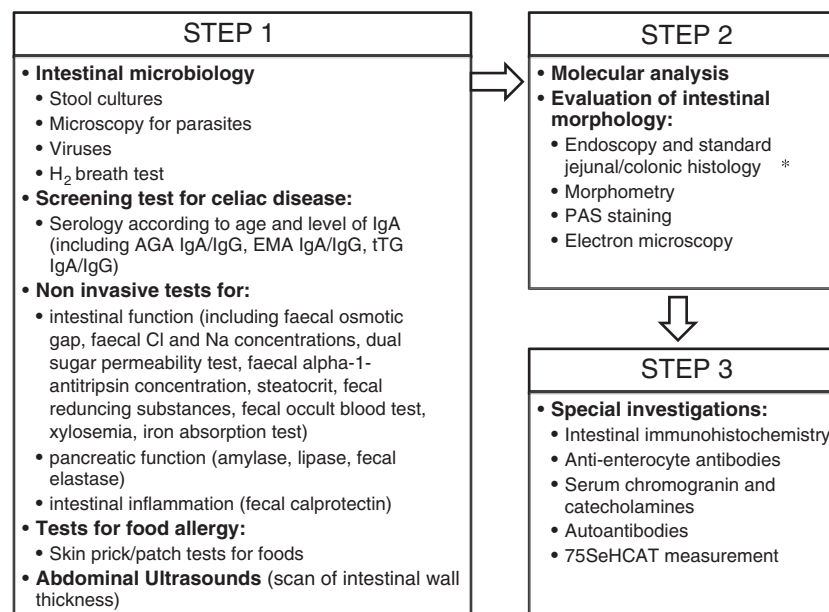 STEP 1
• Intestinal microbiology
• Stool cultures
• Microscopy for parasites
• Viruses
• H2 breath test
• Screening test for celiac disease:
• Serology according to age and level of IgA
(including AGA IgA/IgG, EMA IgA/IgG, tTG
IgA/IgG)
• Non invasive tests for:
• intestinal function (including faecal osmotic
gap, faecal Cl and Na concentrations, dual
sugar permeability test, faecal alpha-1-
antitripsin concentration, steatocrit, fecal
reduncing substances, fecal occult blood test,
xylosemia, iron absorption test)
• pancreatic function (amylase, lipase, fecal
elastase)
• intestinal inflammation (fecal calprotectin)
• Tests for food allergy:
• Skin prick/patch tests for foods
• Abdominal Ultrasounds (scan of intestinal wall
thickness)
STEP 2
• Molecular analysis
• Evaluation of intestinal
morphology:
• Endoscopy and standard
jejunal/colonic histology *
• Morphometry
• PAS staining
• Electron microscopy
STEP 3
• Special investigations:
• Intestinal immunohistochemistry
• Anti-enterocyte antibodies
• Serum chromogranin and
catecholamines
• Autoantibodies
• 75SeHCAT measurement